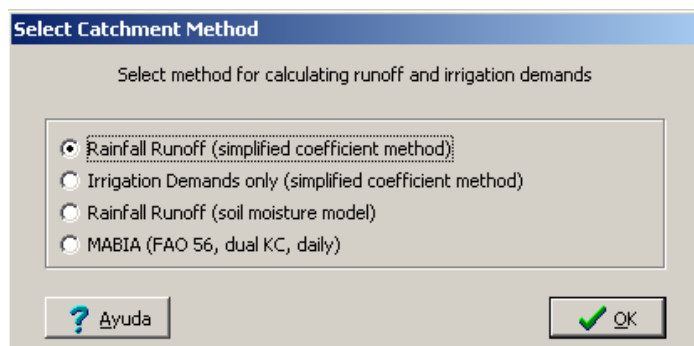 Select Catchment Method
Select method for calculating runoff and irrigation demands
Rainfall Runoff (simplified coefficient method)
Irrigation Demands only (simplified coefficient method)
Rainfall Runoff (soil moisture model)
MABIA (FAO 56, dual KC, daily)
? Ayuda
OK